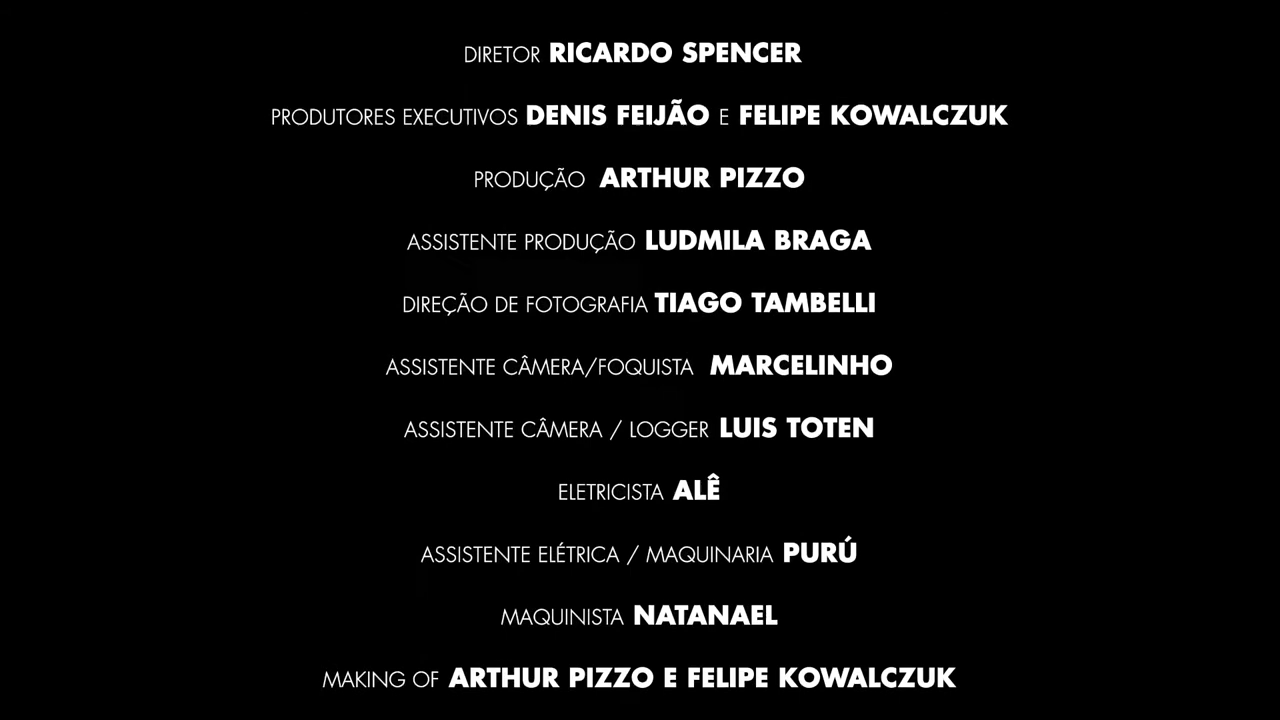 DIRETOR RICARDO SPENCER
PRODUTORES EXECUTIVOS DENIS FEIJÃO E FELIPE KOWALCZUK
PRODUÇÃO ARTHUR PIZZO
ASSISTENTE PRODUÇÃO LUDMILA BRAGA
DIREÇÃO DE FOTOGRAFIA TIAGO TAMBELLI
ASSISTENTE CÂMERA/FOQUISTA MARCELINHO
ASSISTENTE CÂMERA / LOGGER LUIS TOTEN
ELETRICISTA ALÊ
ASSISTENTE ELÉTRICA / MAQUINARIA PURÚ
MAQUINISTA NATANAEL
MAKING OF ARTHUR PIZZO E FELIPE KOWALCZUK